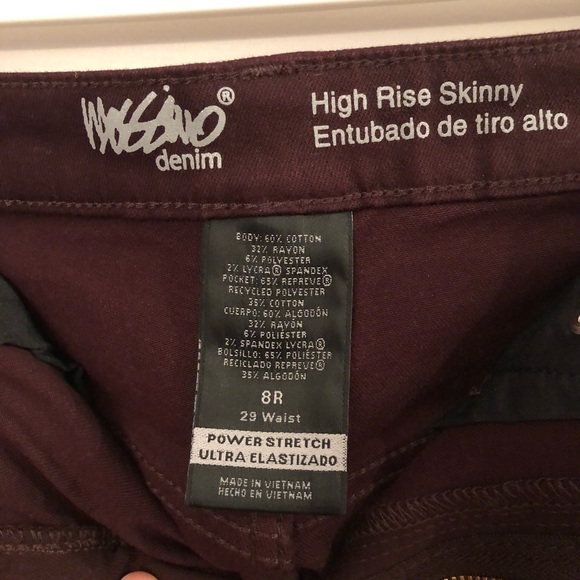 Mossimo®
denim
High Rise Skinny
Entubado de tiro alto
BODY: 60% COTTON
32% RAYON
6% POLYESTER
2% LYCRA® SPANDEX
POCKET: 65% REPREVE®
RECYCLED POLYESTER
35% COTTON
CUERPO: 60% ALGODÓN
32% RAYÓN
6% POLIÉSTER
2% SPANDEX LYCRA®
BOLSILLO: 65% POLIÉSTER
RECICLADO REPREVE®
35% ALGODÓN
8R
29 Waist
POWER STRETCH
ULTRA ELASTIZADO
MADE IN VIETNAM
HECHO EN VIETNAM